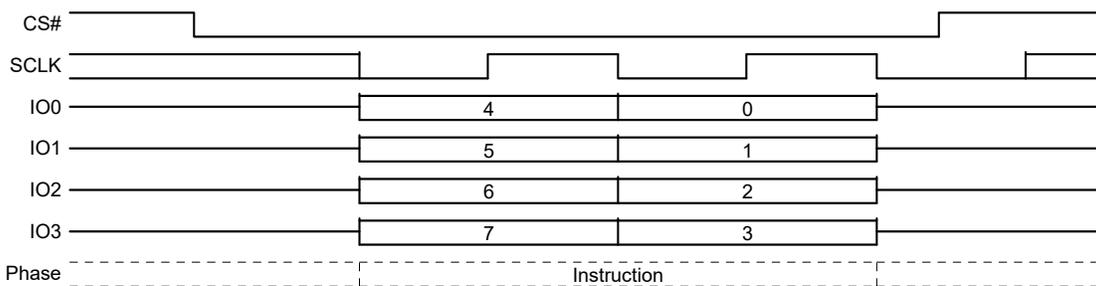 CS#
SCLK
IO0 4 0
IO1 5 1
IO2 6 2
IO3 7 3
Phase Instruction